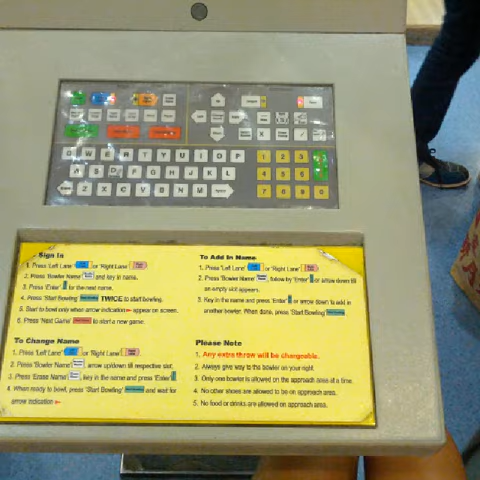 Q W E R T Y U I O P
1 2 3
A S D F G H J K L
4 5 6
Z X C V B N M
7 8 9 0
Sign In
1. Press 'Left Lane' or 'Right Lane'
2. Press 'Bowler Name' and key in name.
3. Press 'Enter' for the next name.
4. Press 'Start Bowling' TWICE to start bowling.
5. Start to bowl only when arrow indication appear on screen.
6. Press 'Next Game' to start a new game.
To Change Name
1. Press 'Left Lane' or 'Right Lane'
2. Press 'Bowler Name', arrow up/down till respective slot.
3. Press 'Erase Name', key in the name and press 'Enter'.
4. When ready to bowl, press 'Start Bowling' and wait for
arrow indication
To Add In Name
1. Press 'Left Lane' or 'Right Lane'
2. Press 'Bowler Name', follow by 'Enter' or arrow down till
an empty slot appears.
3. Key in the name and press 'Enter' or arrow down to add in
another bowler. When done, press 'Start Bowling'
Please Note
1. Any extra throw will be chargeable.
2. Always give way to the bowler on your right.
3. Only one bowler is allowed on the approach area at a time.
4. No other shoes are allowed to be on approach area.
5. No food or drinks are allowed on approach area.